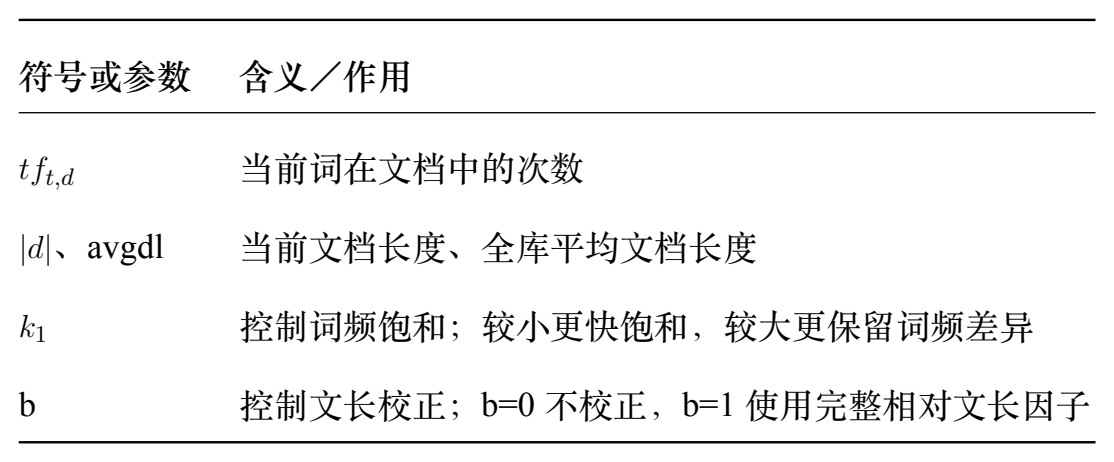 符号或参数 含义／作用
tf_{t,d} 当前词在文档中的次数
|d|、avgdl 当前文档长度、全库平均文档长度
k_1 控制词频饱和；较小更快饱和，较大更保留词频差异
b 控制文长校正；b=0 不校正，b=1 使用完整相对文长因子